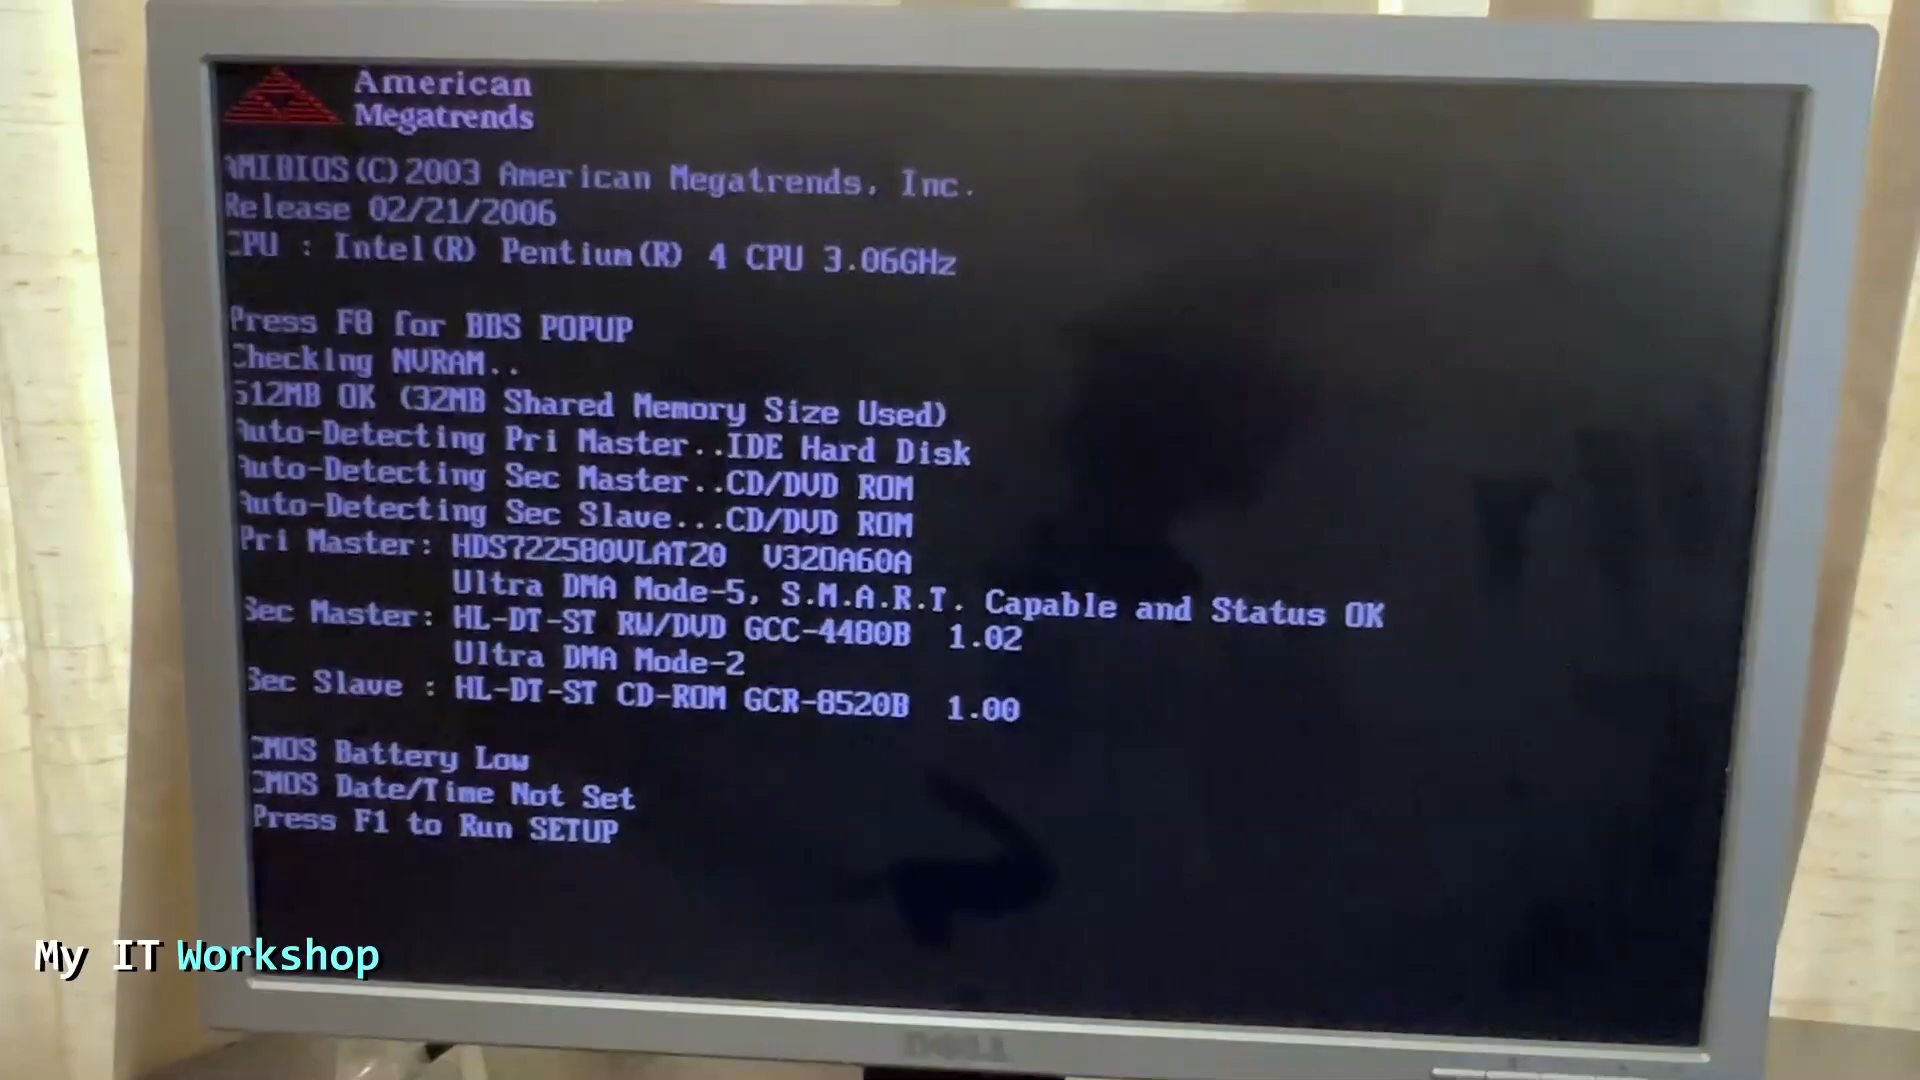 American
Megatrends
AMIBIOS(C)2003 American Megatrends, Inc.
Release 02/21/2006
CPU : Intel(R) Pentium(R) 4 CPU 3.06GHz
Press F8 for BBS POPUP
Checking NVRAM..
512MB OK (32MB Shared Memory Size Used)
Auto-Detecting Pri Master..IDE Hard Disk
Auto-Detecting Sec Master..CD/DVD ROM
Auto-Detecting Sec Slave...CD/DVD ROM
Pri Master: HDS722580VLAT20 V32OA60A
Ultra DMA Mode-5, S.M.A.R.T. Capable and Status OK
Sec Master: HL-DT-ST RW/DVD GCC-4480B 1.02
Ultra DMA Mode-2
Sec Slave : HL-DT-ST CD-ROM GCR-8520B 1.00
CMOS Battery Low
CMOS Date/Time Not Set
Press F1 to Run SETUP
My IT Workshop
DELL